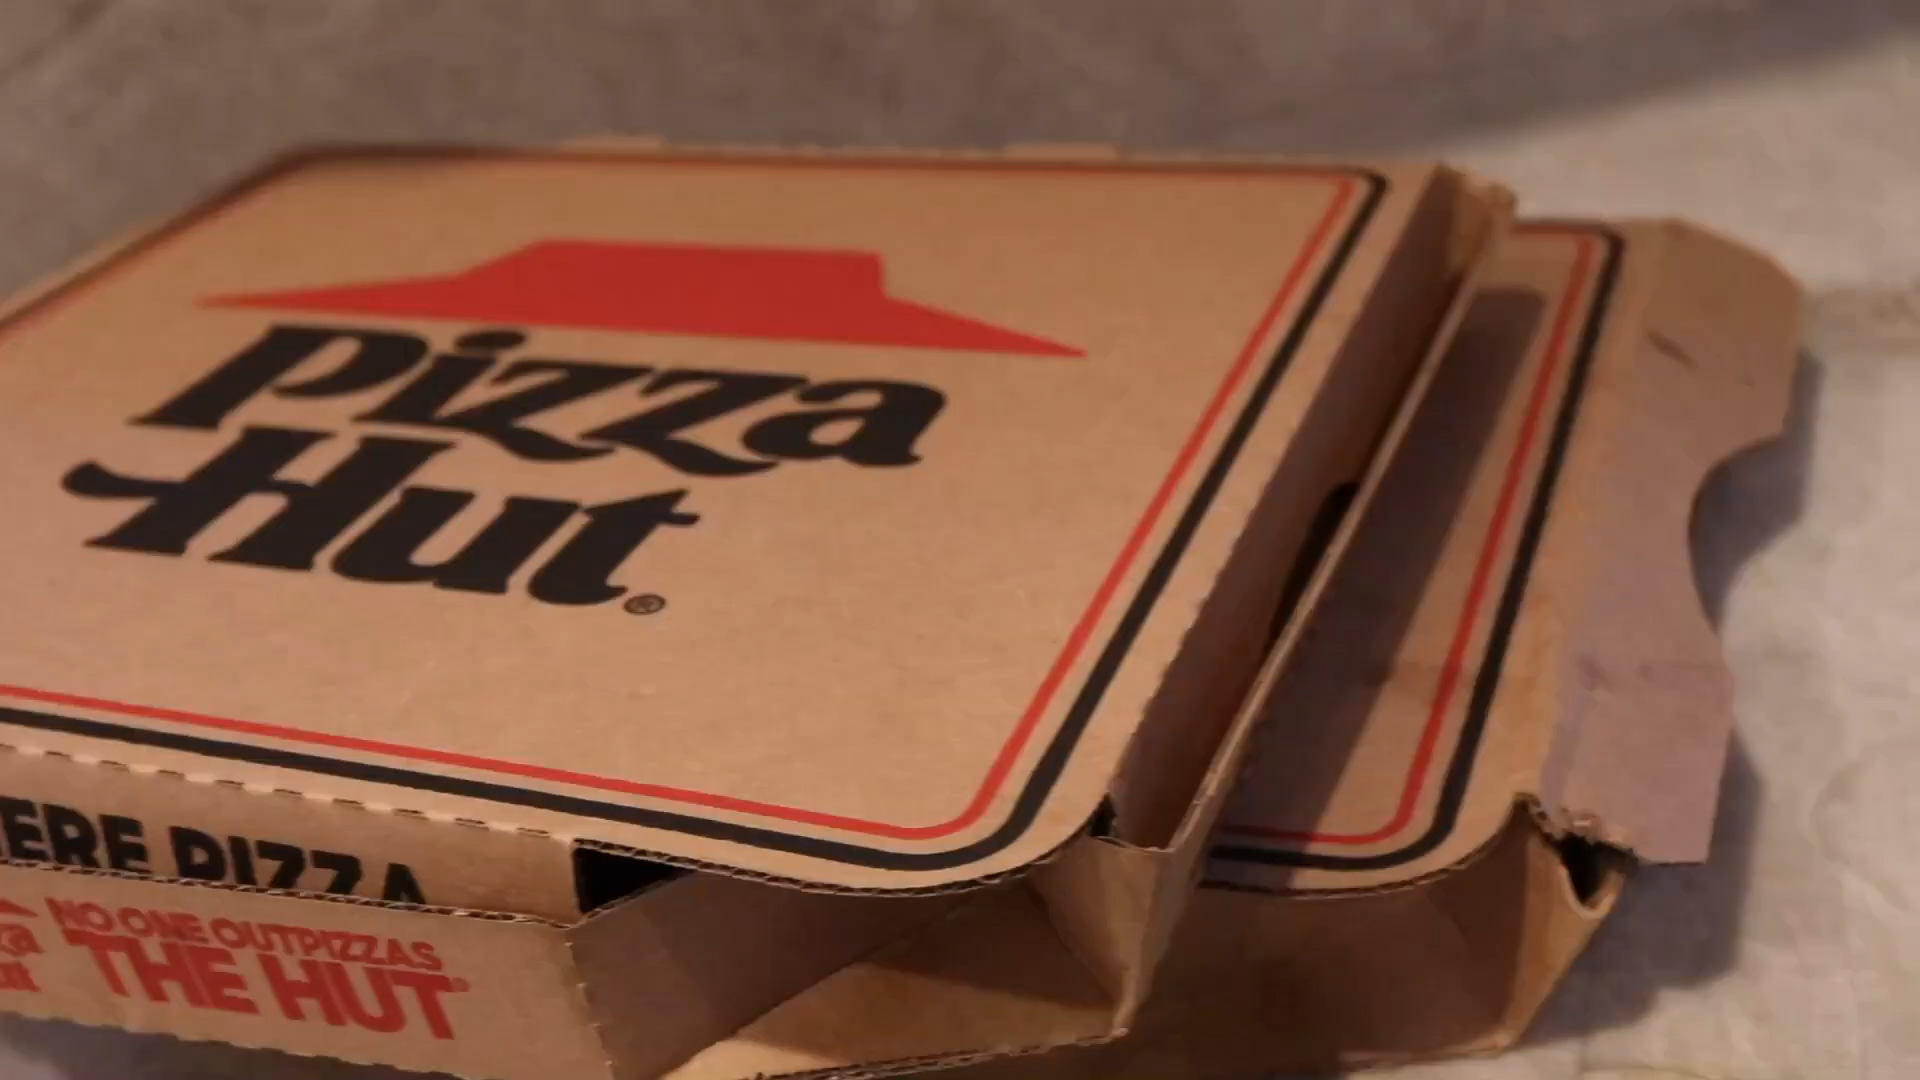 Pizza
Hut®
ERE PIZZA
NO ONE OUTPIZZAS
THE HUT®